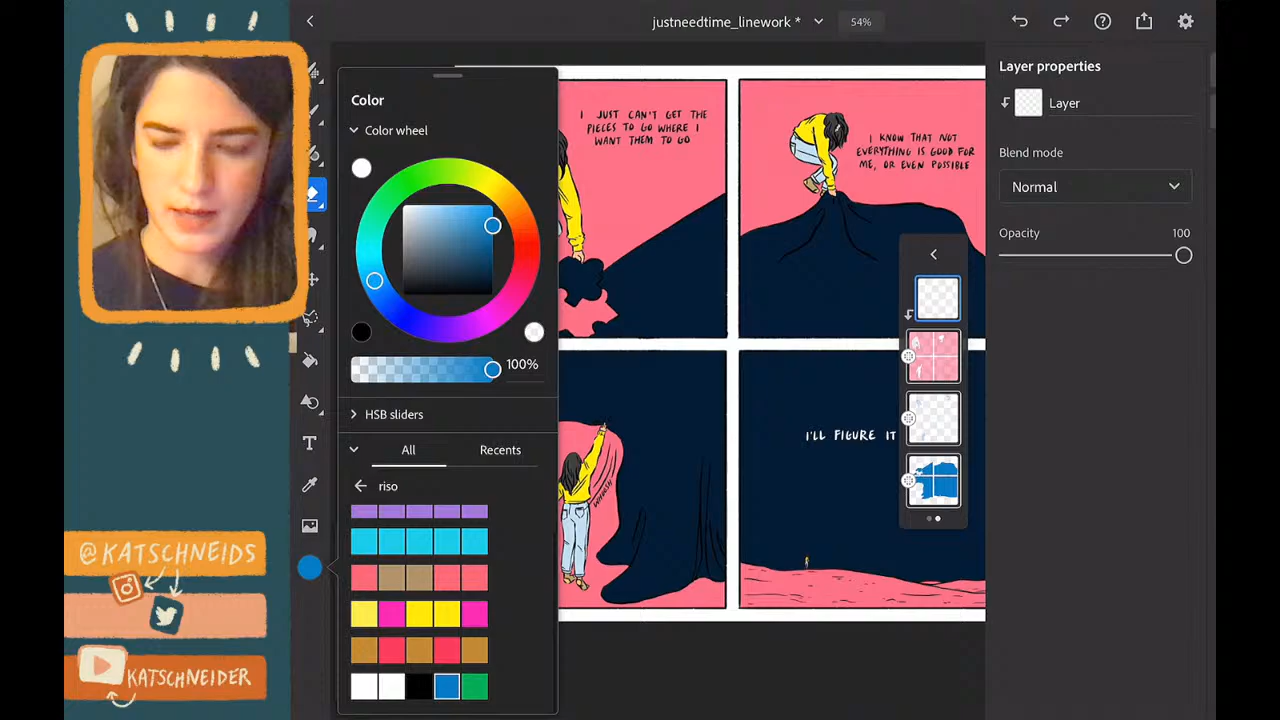 justneedtime_linework *
54%
Color
Color wheel
100%
HSB sliders
All
Recents
riso
I JUST CAN'T GET THE
PIECES TO GO WHERE I
WANT THEM TO GO
I KNOW THAT NOT
EVERYTHING IS GOOD FOR
ME, OR EVEN POSSIBLE
WHOOSH
I'LL FIGURE IT
Layer properties
Layer
Blend mode
Normal
Opacity
100
T
@KATSCHNEIDS
KATSCHNEIDER